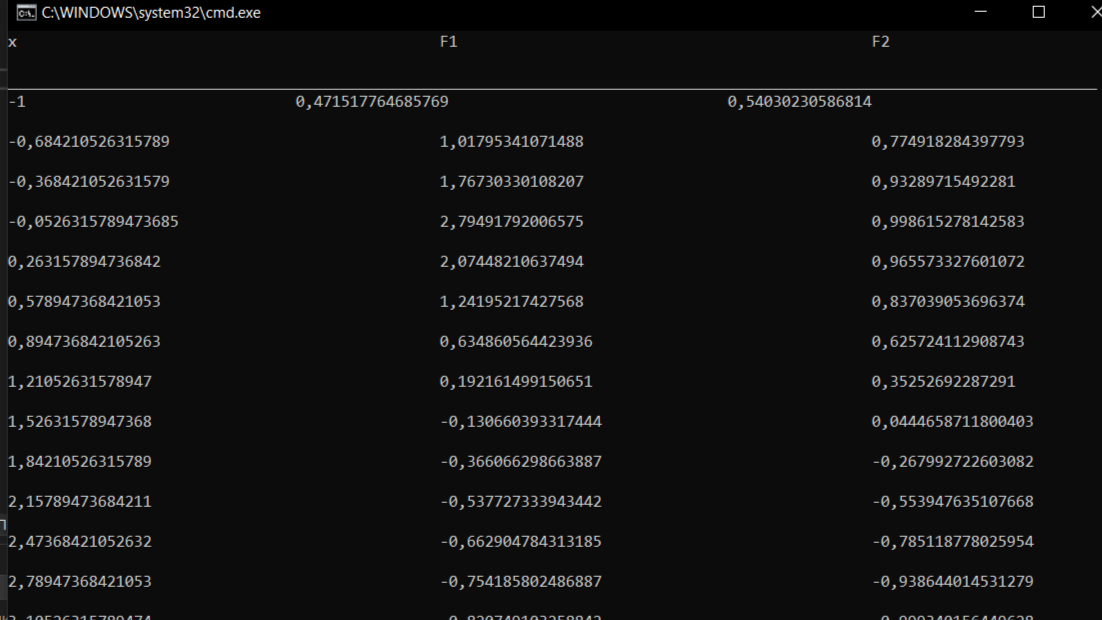 C:\WINDOWS\system32\cmd.exe
x F1 F2
-1 0,471517764685769 0,54030230586814
-0,684210526315789 1,01795341071488 0,774918284397793
-0,368421052631579 1,76730330108207 0,93289715492281
-0,0526315789473685 2,79491792006575 0,998615278142583
0,263157894736842 2,07448210637494 0,965573327601072
0,578947368421053 1,24195217427568 0,837039053696374
0,894736842105263 0,634860564423936 0,625724112908743
1,21052631578947 0,192161499150651 0,35252692287291
1,52631578947368 -0,130660393317444 0,0444658711800403
1,84210526315789 -0,366066298663887 -0,267992722603082
2,15789473684211 -0,537727333943442 -0,553947635107668
2,47368421052632 -0,662904784313185 -0,785118778025954
2,78947368421053 -0,754185802486887 -0,938644014531279